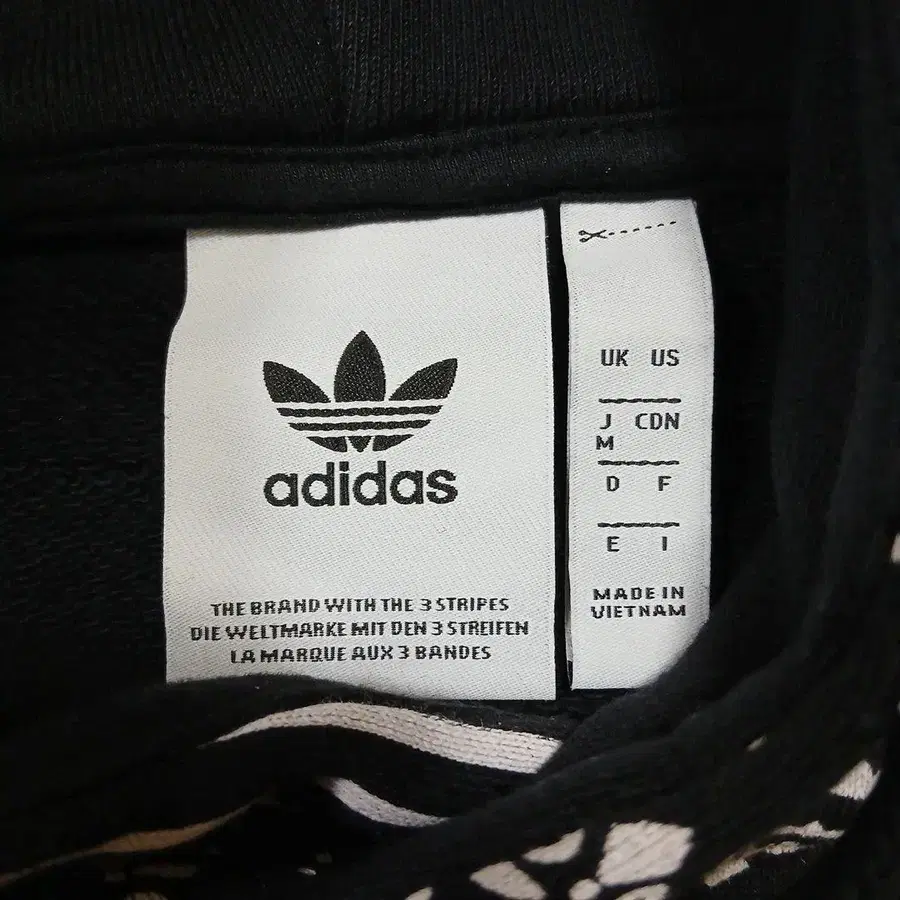 adidas
THE BRAND WITH THE 3 STRIPES
DIE WELTMARKE MIT DEN 3 STREIFEN
LA MARQUE AUX 3 BANDES
UK US
J CDN
M
D F
E I
MADE IN
VIETNAM